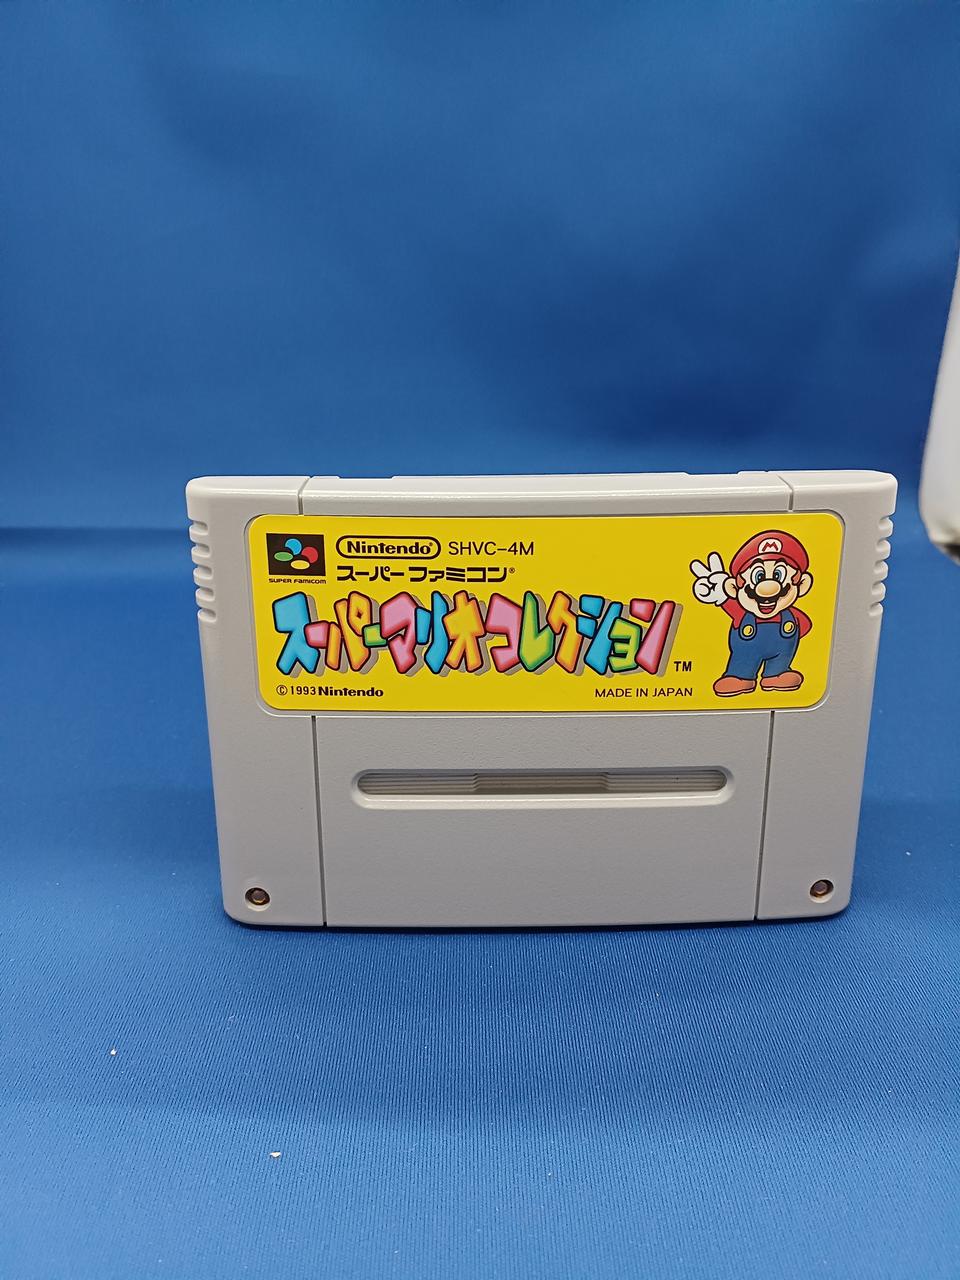 Nintendo SHVC-4M
SUPER FAMICOM
スーパーファミコン®
スーパーマリオコレクション TM
© 1993 Nintendo
MADE IN JAPAN
M